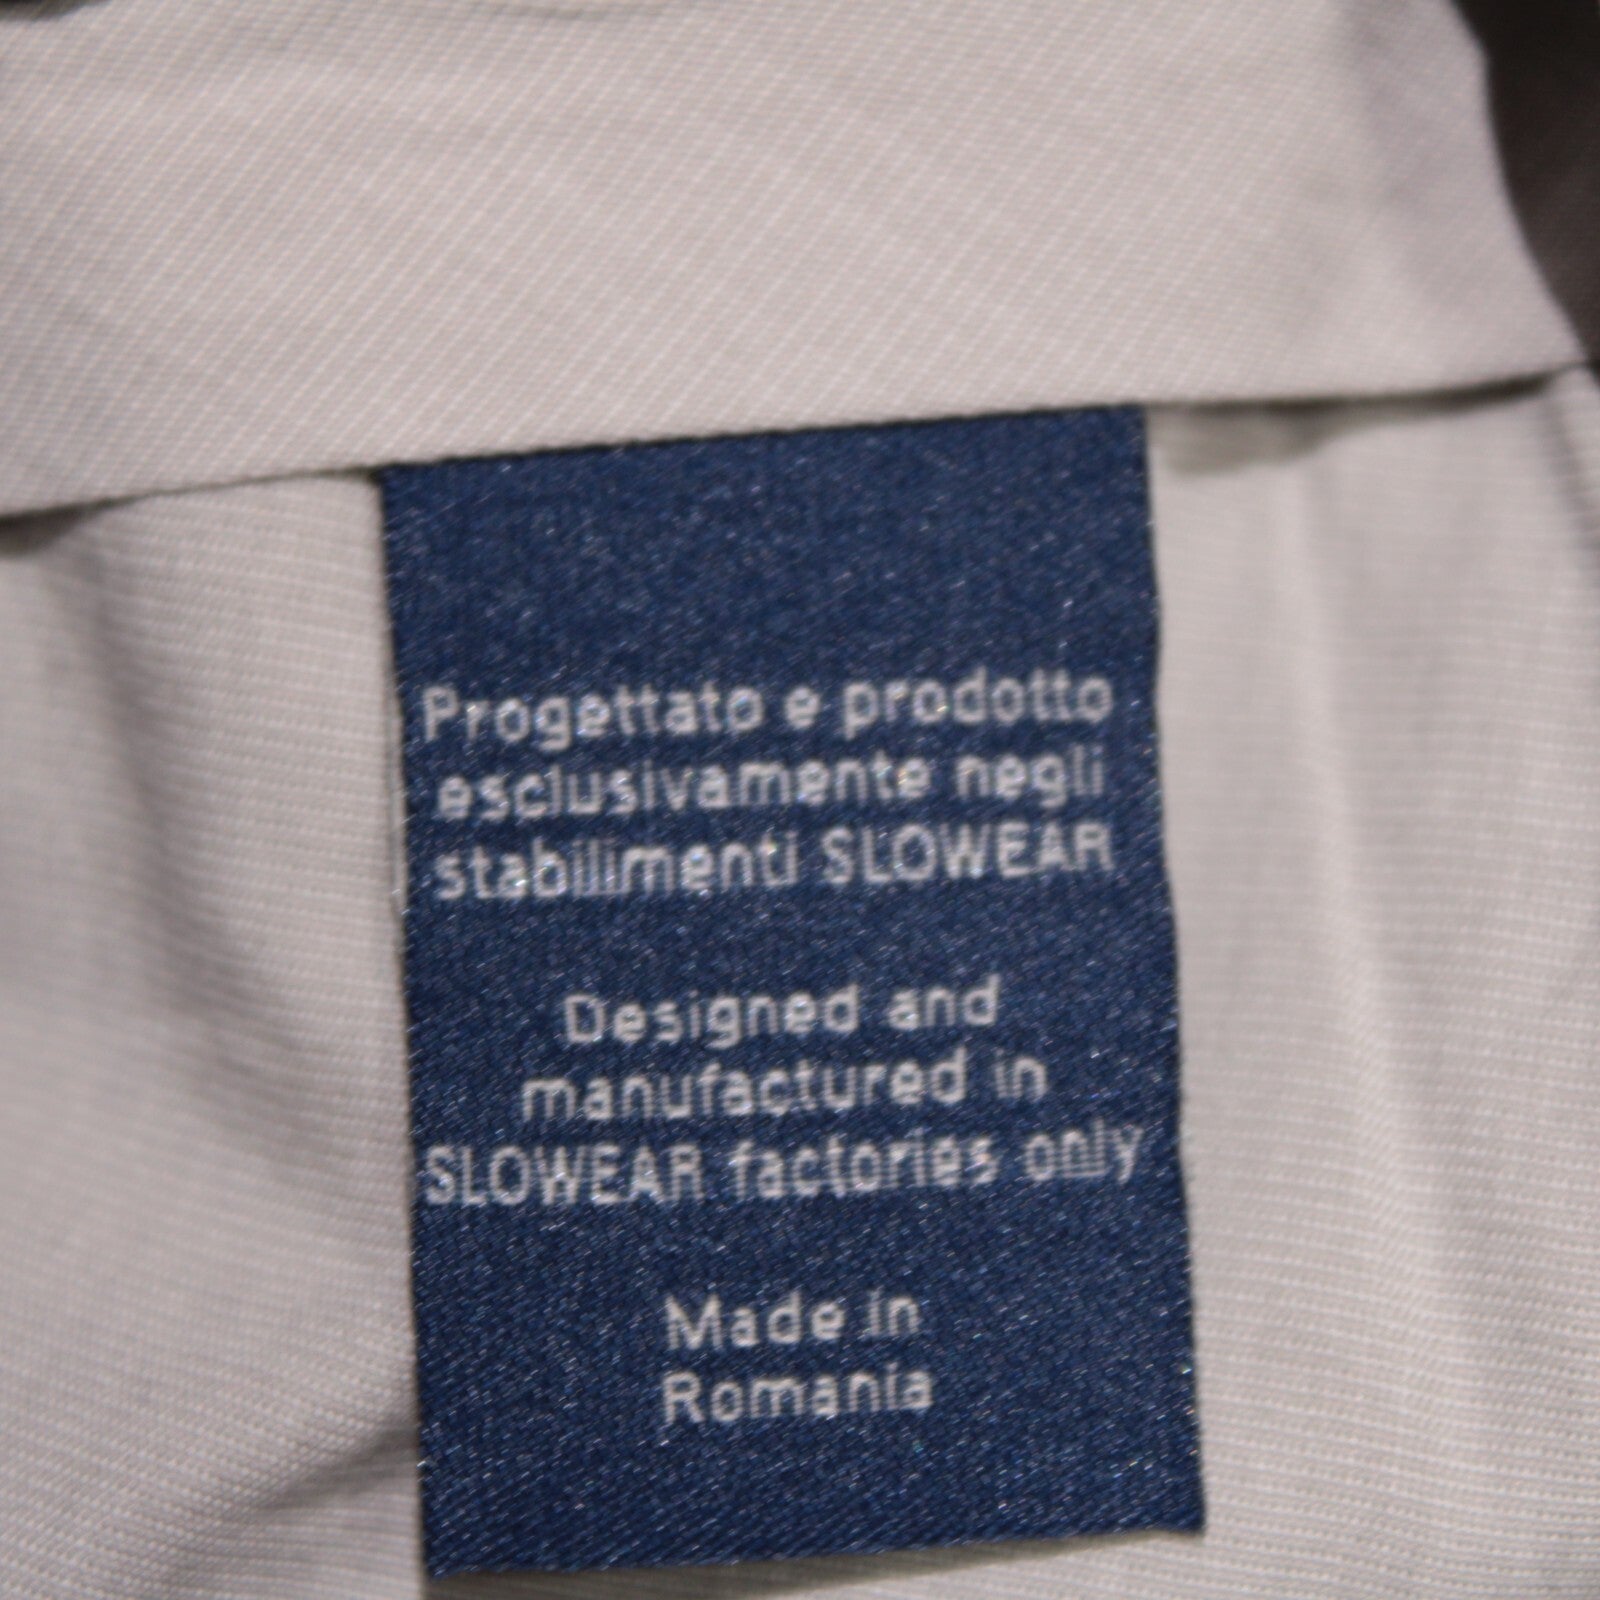 Progettato e prodotto
esclusivamente negli
stabilimenti SLOWEAR
Designed and
manufactured in
SLOWEAR factories only
Made in
Romania